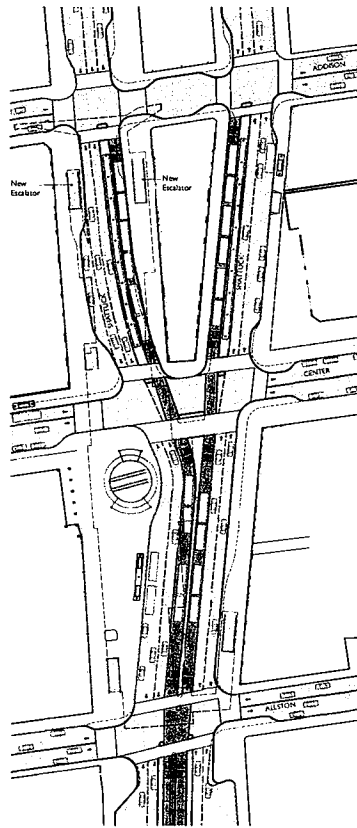 ADDISON
New
Escalator
New
Escalator
SHATTUCK
SHATTUCK
CENTER
ALLSTON